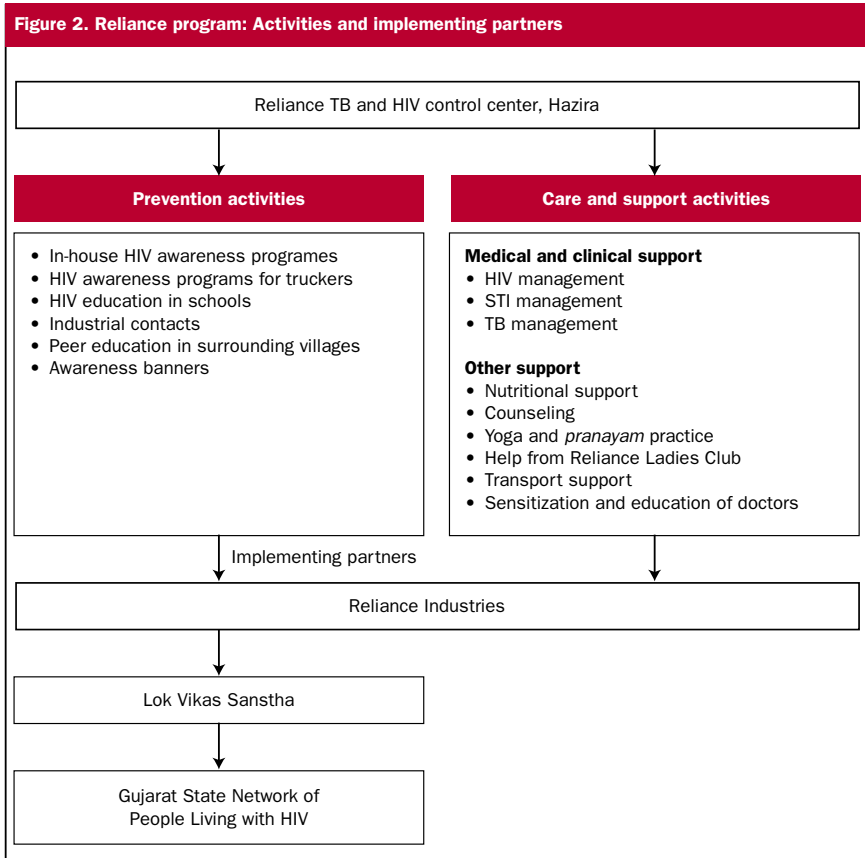 Figure 2. Reliance program: Activities and implementing partners
Reliance TB and HIV control center, Hazira
Prevention activities
• In-house HIV awareness programes
• HIV awareness programs for truckers
• HIV education in schools
• Industrial contacts
• Peer education in surrounding villages
• Awareness banners
Care and support activities
Medical and clinical support
• HIV management
• STI management
• TB management
Other support
• Nutritional support
• Counseling
• Yoga and pranayam practice
• Help from Reliance Ladies Club
• Transport support
• Sensitization and education of doctors
Implementing partners
Reliance Industries
Lok Vikas Sanstha
Gujarat State Network of
People Living with HIV